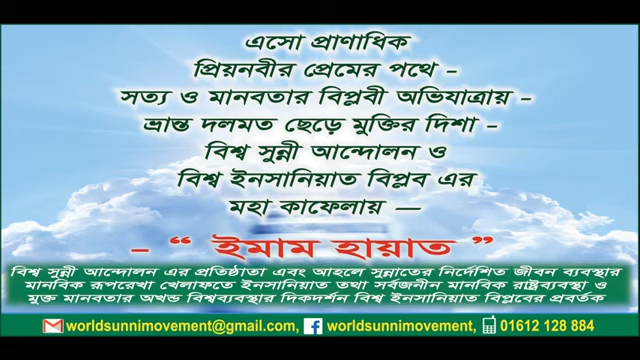 এসো প্রাণাধিক
প্রিয়নবীর প্রেমের পথে –
সত্য ও মানবতার বিপ্লবী অভিযাত্রায় –
ভ্রান্ত দলমত ছেড়ে মুক্তির দিশা –
বিশ্ব সুন্নী আন্দোলন ও
বিশ্ব ইনসানিয়াত বিপ্লব এর
মহা কাফেলায় —
– “ ইমাম হায়াত ”
বিশ্ব সুন্নী আন্দোলন এর প্রতিষ্ঠাতা এবং আহলে সুন্নাতের নির্দেশিত জীবন ব্যবস্থার
মানবিক রূপরেখা খেলাফতে ইনসানিয়াত তথা সর্বজনীন মানবিক রাষ্ট্রব্যবস্থা ও
মুক্ত মানবতার অখন্ড বিশ্বব্যবস্থার দিকদর্শন বিশ্ব ইনসানিয়াত বিপ্লবের প্রবর্তক
worldsunnimovement@gmail.com, worldsunnimovement, 01612 128 884